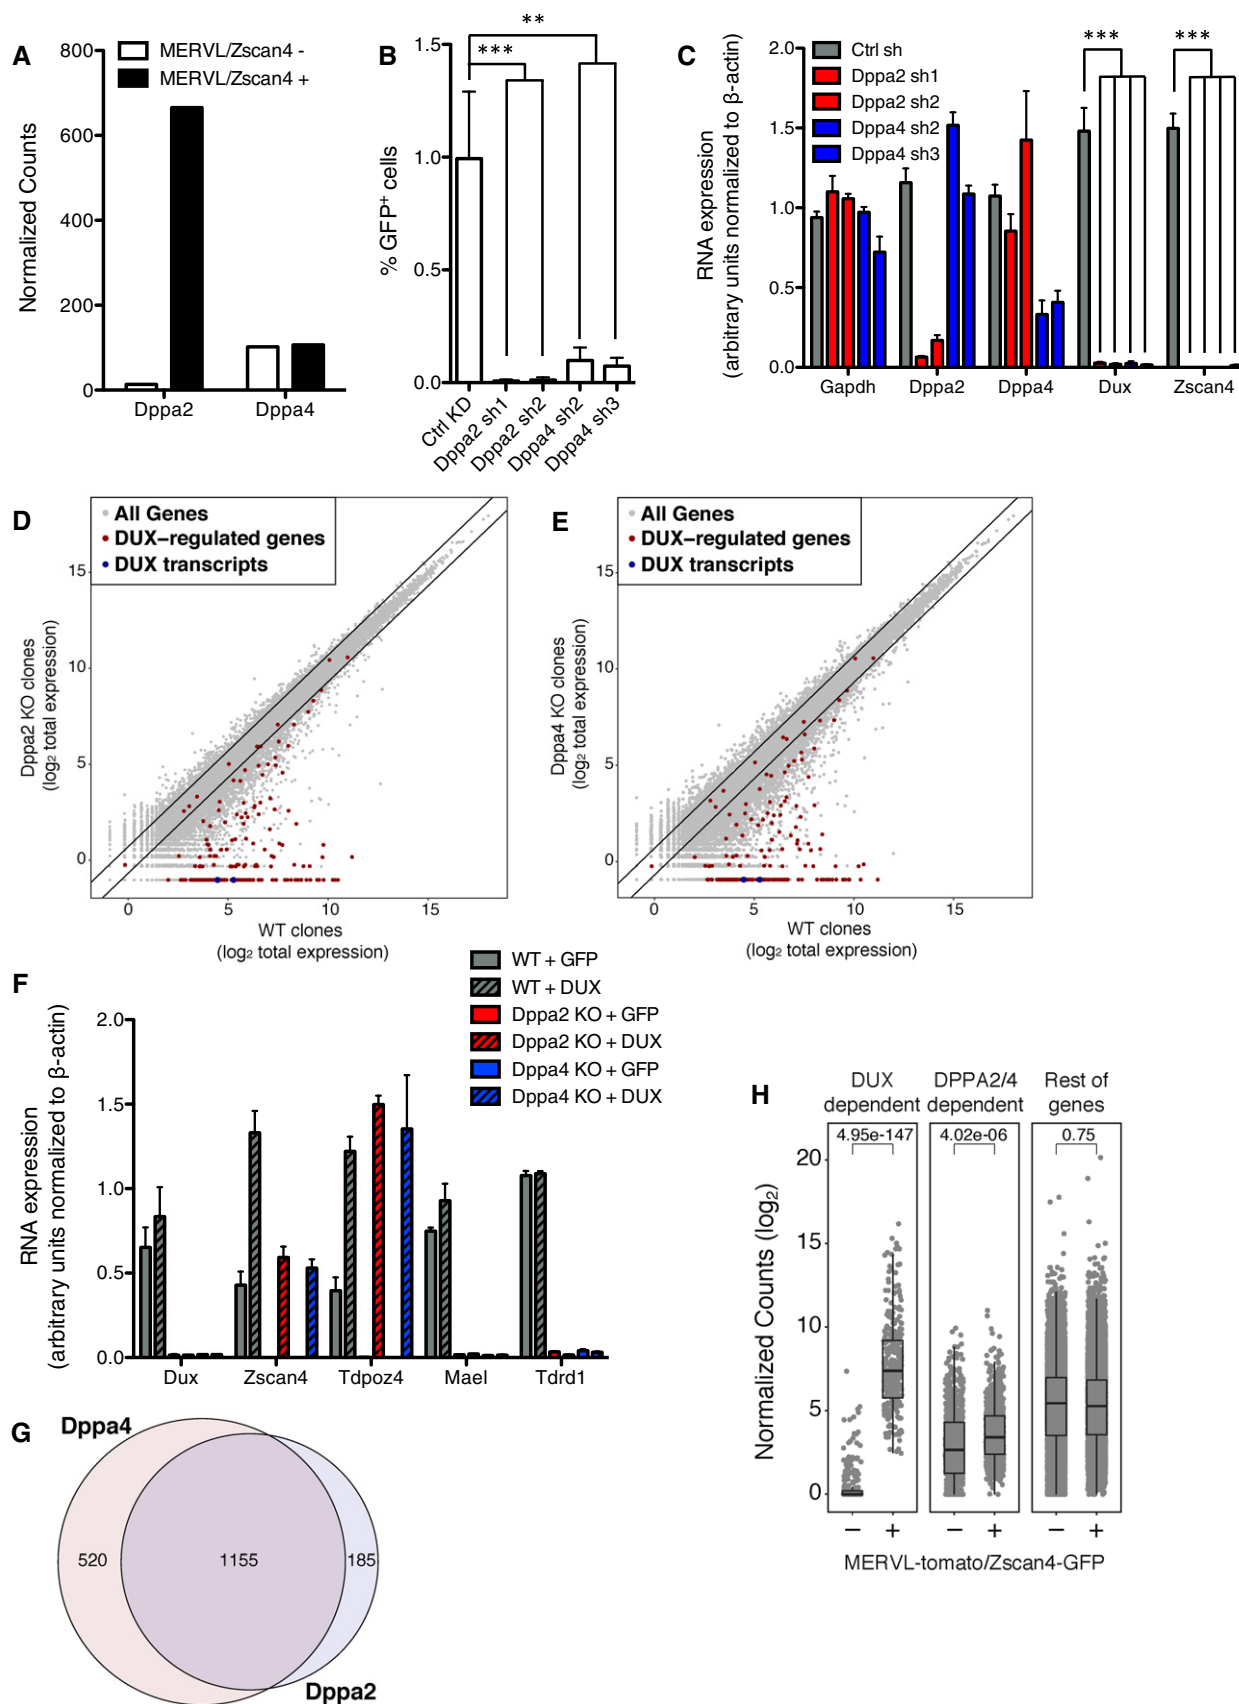 A
800
600
400
200
0
Normalized Counts
MERVL/Zscan4 -
MERVL/Zscan4 +
Dppa2
Dppa4
B
**
***
1.5
1.0
0.5
0.0
% GFP+ cells
Ctrl KD
Dppa2 sh1
Dppa2 sh2
Dppa4 sh2
Dppa4 sh3
C
2.0
1.5
1.0
0.5
0.0
RNA expression
(arbitrary units normalized to β-actin)
Ctrl sh
Dppa2 sh1
Dppa2 sh2
Dppa4 sh2
Dppa4 sh3
***
***
Gapdh
Dppa2
Dppa4
Dux
Zscan4
D
All Genes
DUX-regulated genes
DUX transcripts
15
10
5
0
Dppa2 KO clones
(log2 total expression)
0
5
10
15
WT clones
(log2 total expression)
E
All Genes
DUX-regulated genes
DUX transcripts
15
10
5
0
Dppa4 KO clones
(log2 total expression)
0
5
10
15
WT clones
(log2 total expression)
F
WT + GFP
WT + DUX
Dppa2 KO + GFP
Dppa2 KO + DUX
Dppa4 KO + GFP
Dppa4 KO + DUX
2.0
1.5
1.0
0.5
0.0
RNA expression
(arbitrary units normalized to β-actin)
Dux
Zscan4
Tdpoz4
Mael
Tdrd1
G
Dppa4
520
1155
185
Dppa2
H
DUX
dependent
DPPA2/4
dependent
Rest of
genes
4.95e-147
4.02e-06
0.75
20
15
10
5
0
Normalized Counts (log2)
− + − + − +
MERVL-tomato/Zscan4-GFP